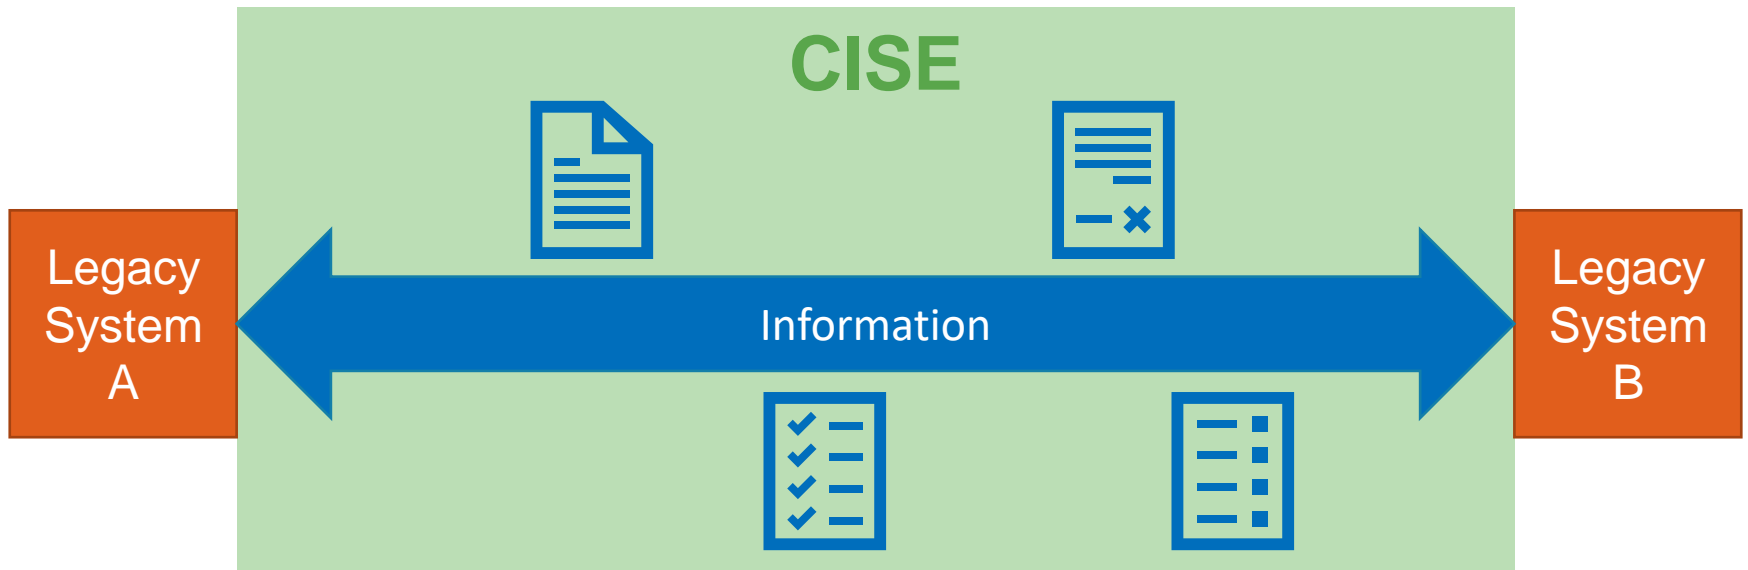 CISE
Legacy
System
A
Information
Legacy
System
B